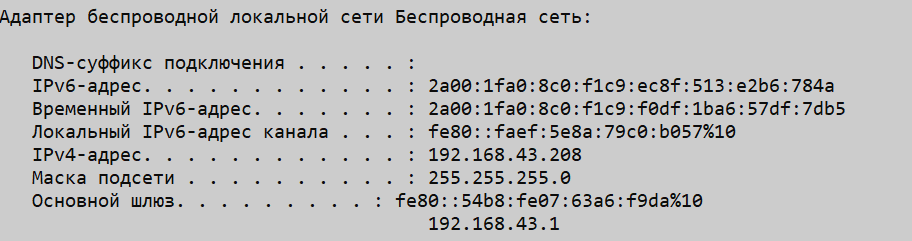 Адаптер беспроводной локальной сети Беспроводная сеть:
DNS-суффикс подключения . . . . . :
IPv6-адрес. . . . . . . . . . . . : 2a00:1fa0:8c0:f1c9:ec8f:513:e2b6:784a
Временный IPv6-адрес. . . . . . . : 2a00:1fa0:8c0:f1c9:f0df:1ba6:57df:7db5
Локальный IPv6-адрес канала . . . : fe80::faef:5e8a:79c0:b057%10
IPv4-адрес. . . . . . . . . . . . : 192.168.43.208
Маска подсети . . . . . . . . . . : 255.255.255.0
Основной шлюз. . . . . . . . . : fe80::54b8:fe07:63a6:f9da%10
192.168.43.1